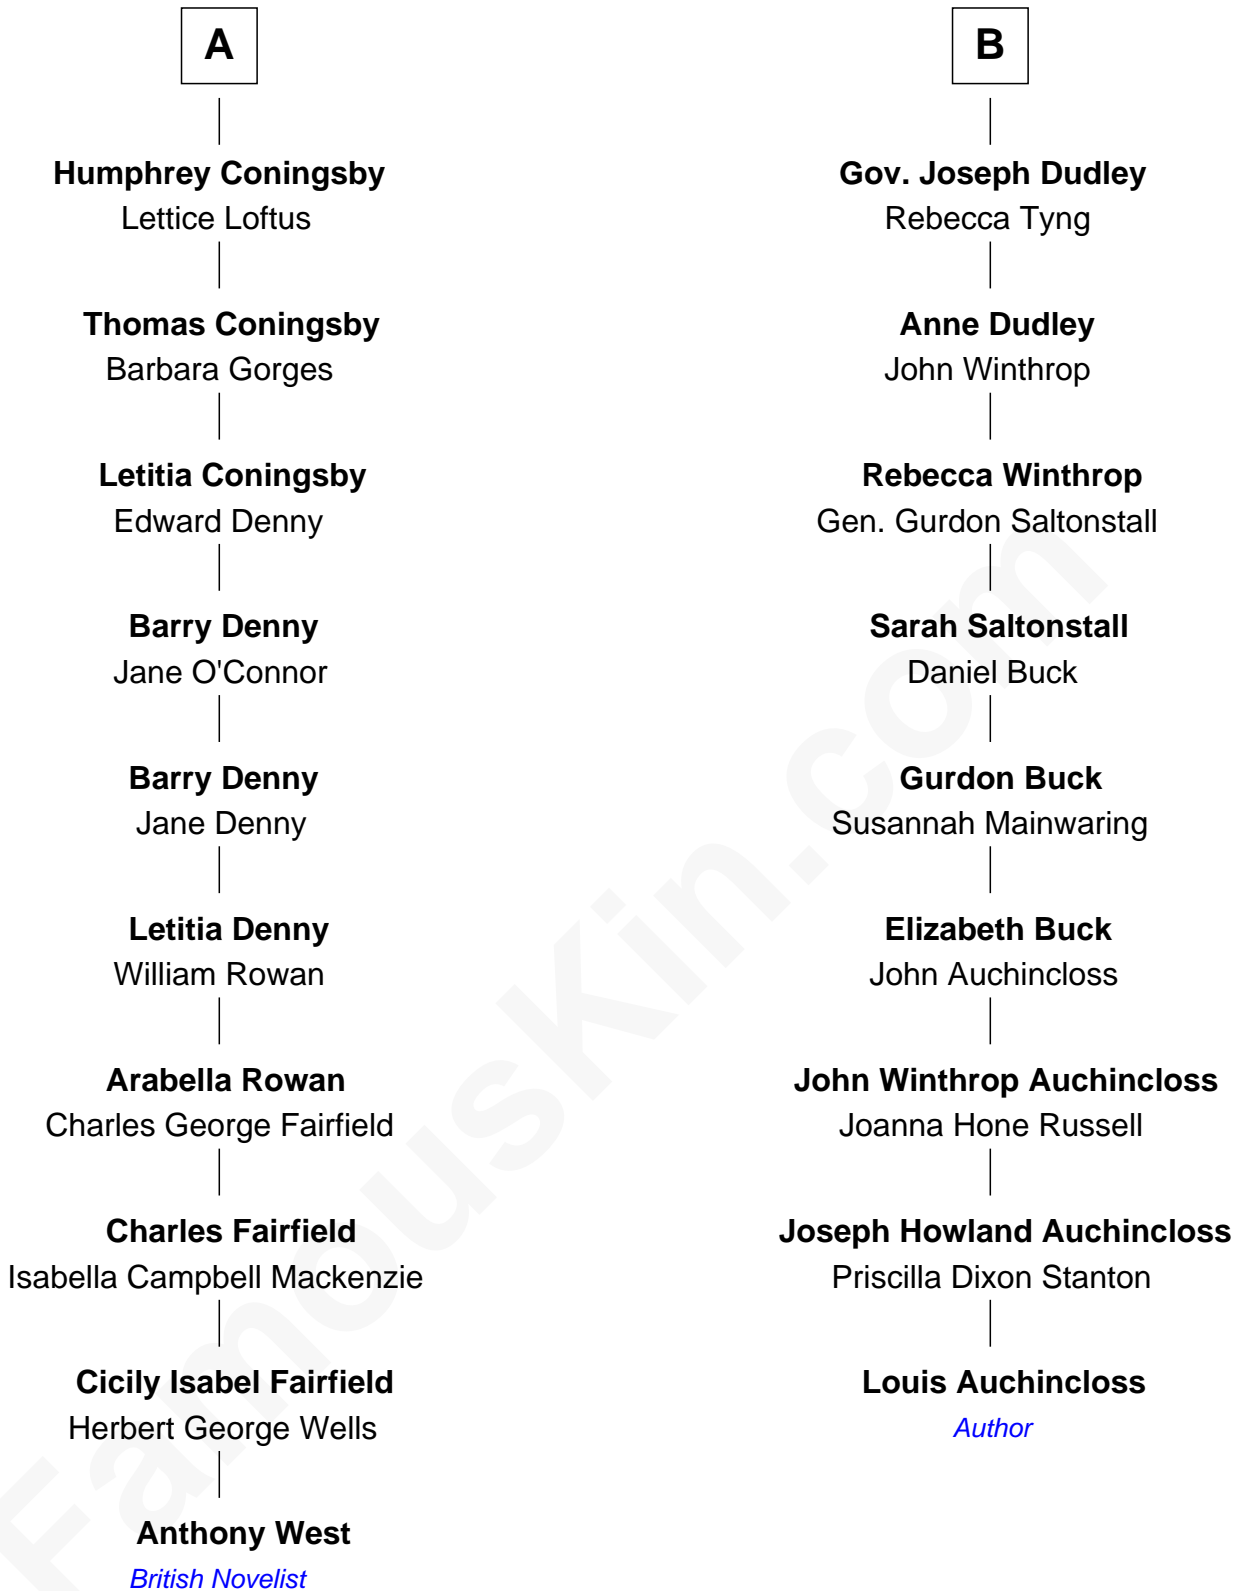 A
Humphrey Coningsby
Lettice Loftus
Thomas Coningsby
Barbara Gorges
Letitia Coningsby
Edward Denny
Barry Denny
Jane O'Connor
Barry Denny
Jane Denny
Letitia Denny
William Rowan
Arabella Rowan
Charles George Fairfield
Charles Fairfield
Isabella Campbell Mackenzie
Cicily Isabel Fairfield
Herbert George Wells
Anthony West
British Novelist
B
Gov. Joseph Dudley
Rebecca Tyng
Anne Dudley
John Winthrop
Rebecca Winthrop
Gen. Gurdon Saltonstall
Sarah Saltonstall
Daniel Buck
Gurdon Buck
Susannah Mainwaring
Elizabeth Buck
John Auchincloss
John Winthrop Auchincloss
Joanna Hone Russell
Joseph Howland Auchincloss
Priscilla Dixon Stanton
Louis Auchincloss
Author
FamousKin.com